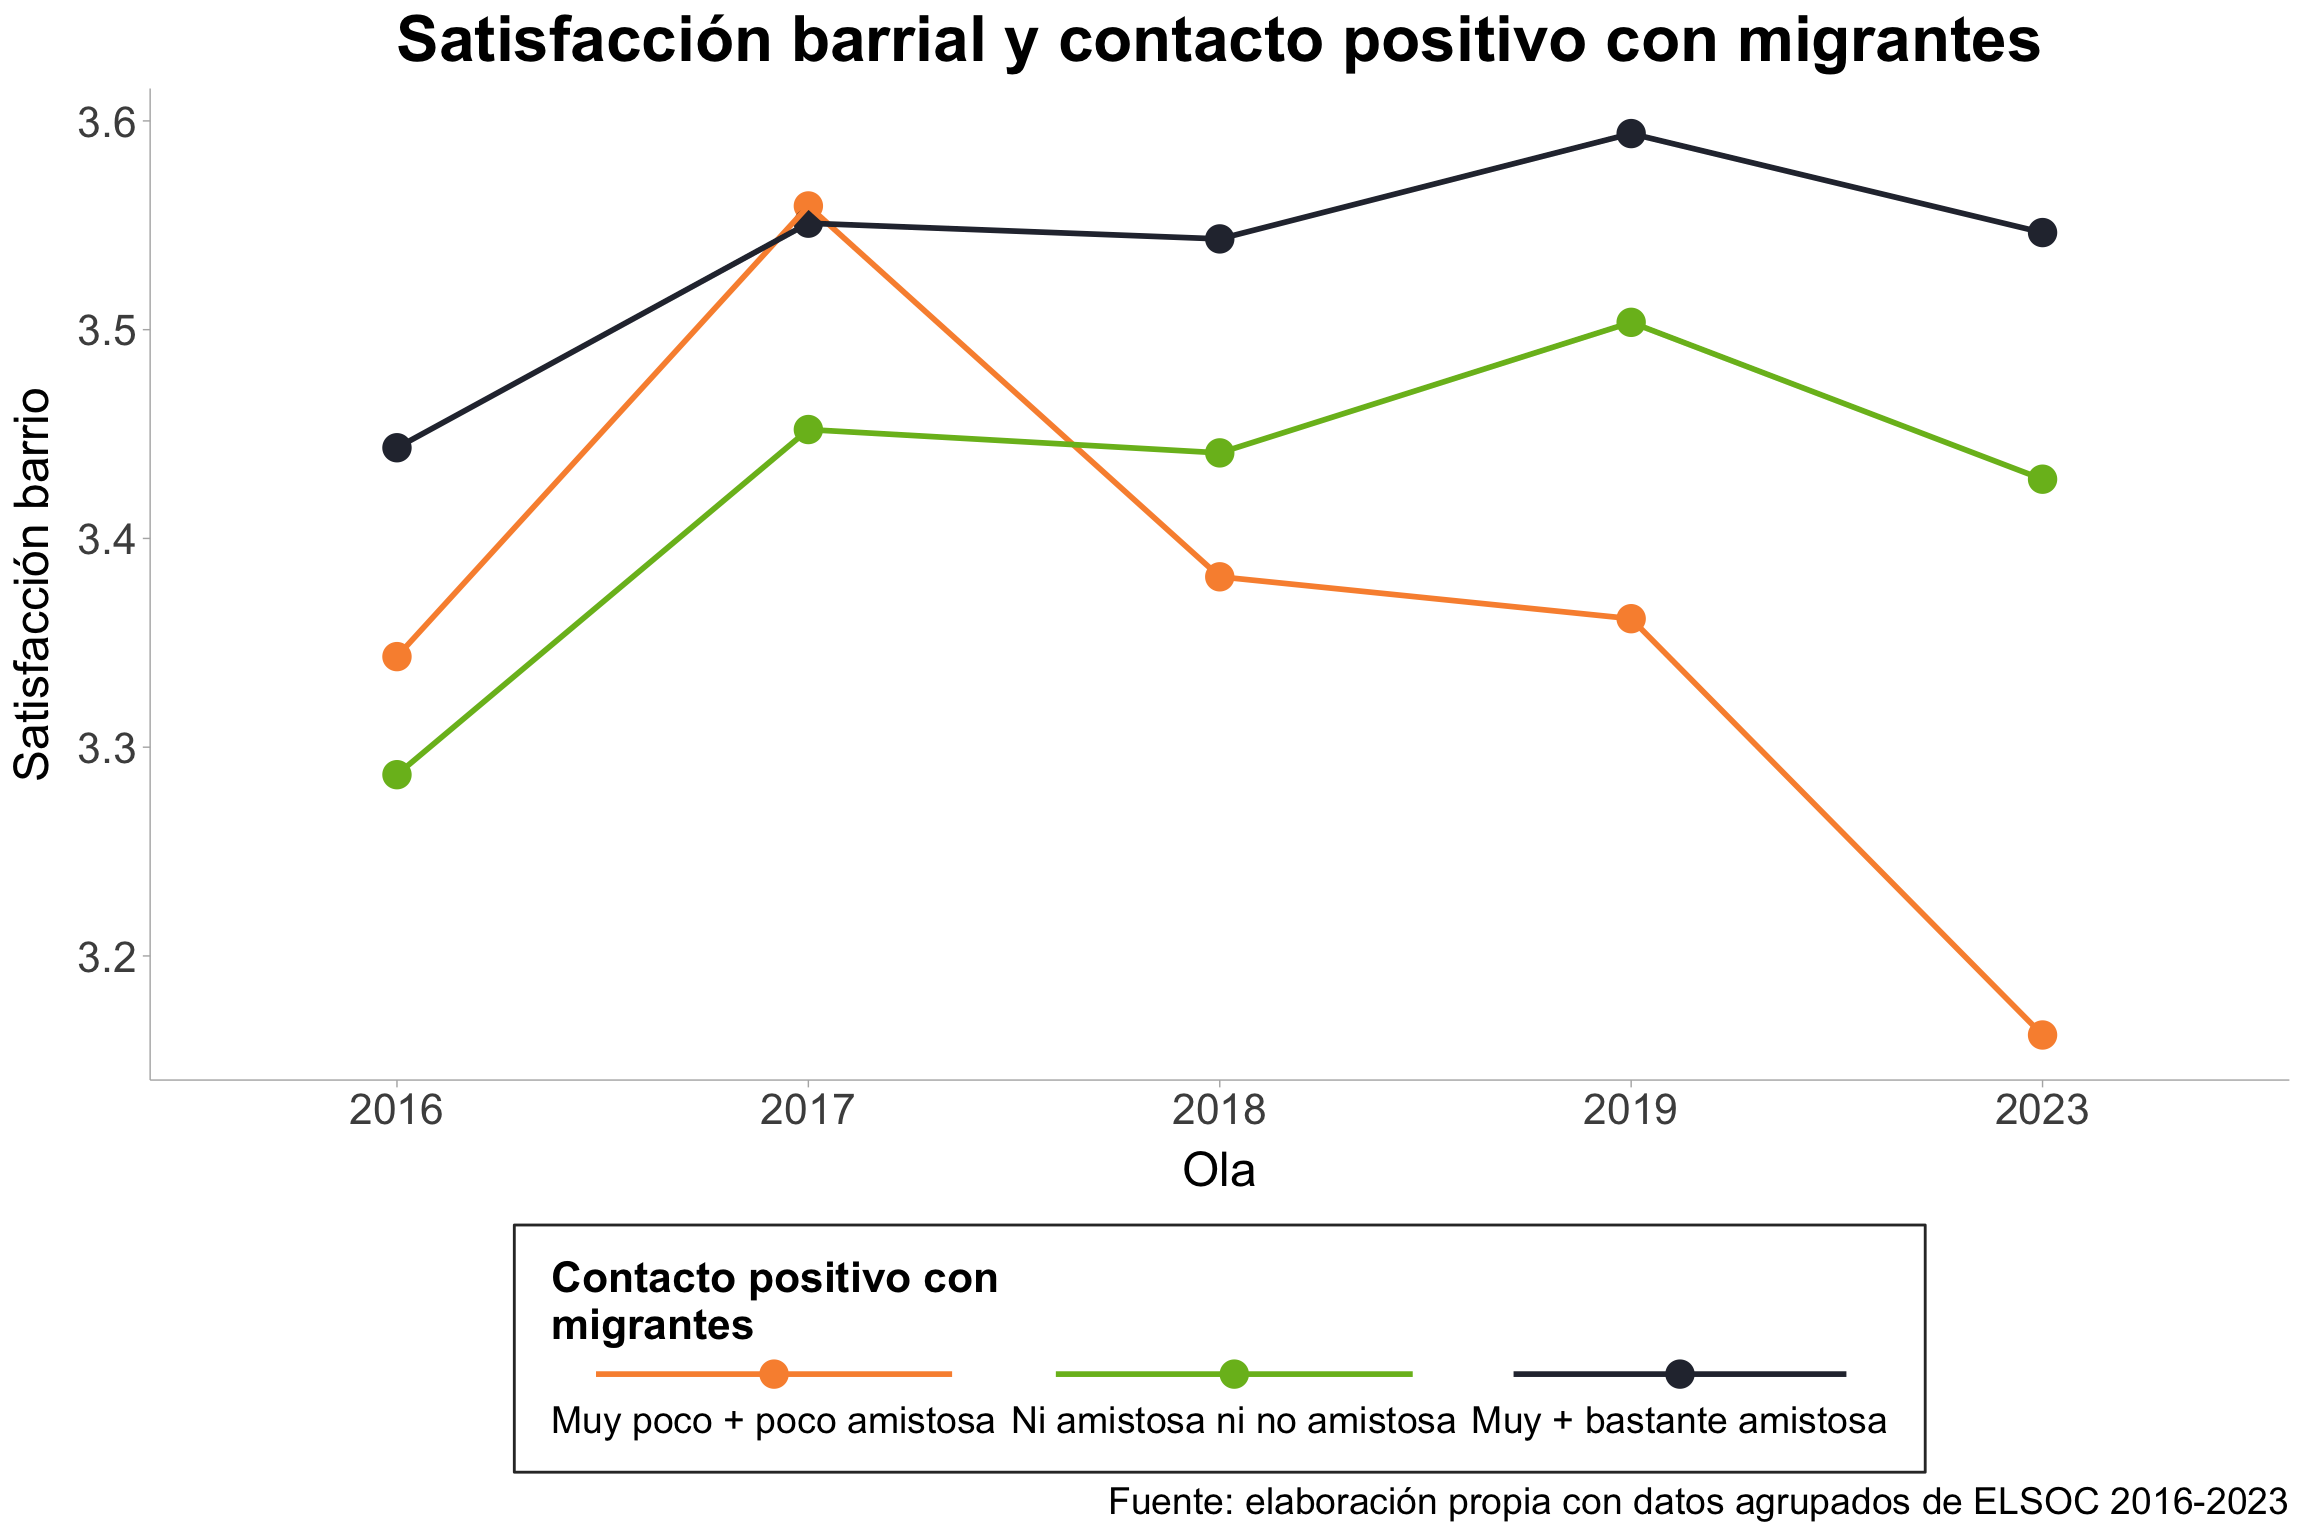 Satisfacción barrial y contacto positivo con migrantes
3.6
3.5
3.4
3.3
3.2
Satisfacción barrio
2016 2017 2018 2019 2023
Ola
Contacto positivo con
migrantes
Muy poco + poco amistosa Ni amistosa ni no amistosa Muy + bastante amistosa
Fuente: elaboración propia con datos agrupados de ELSOC 2016-2023